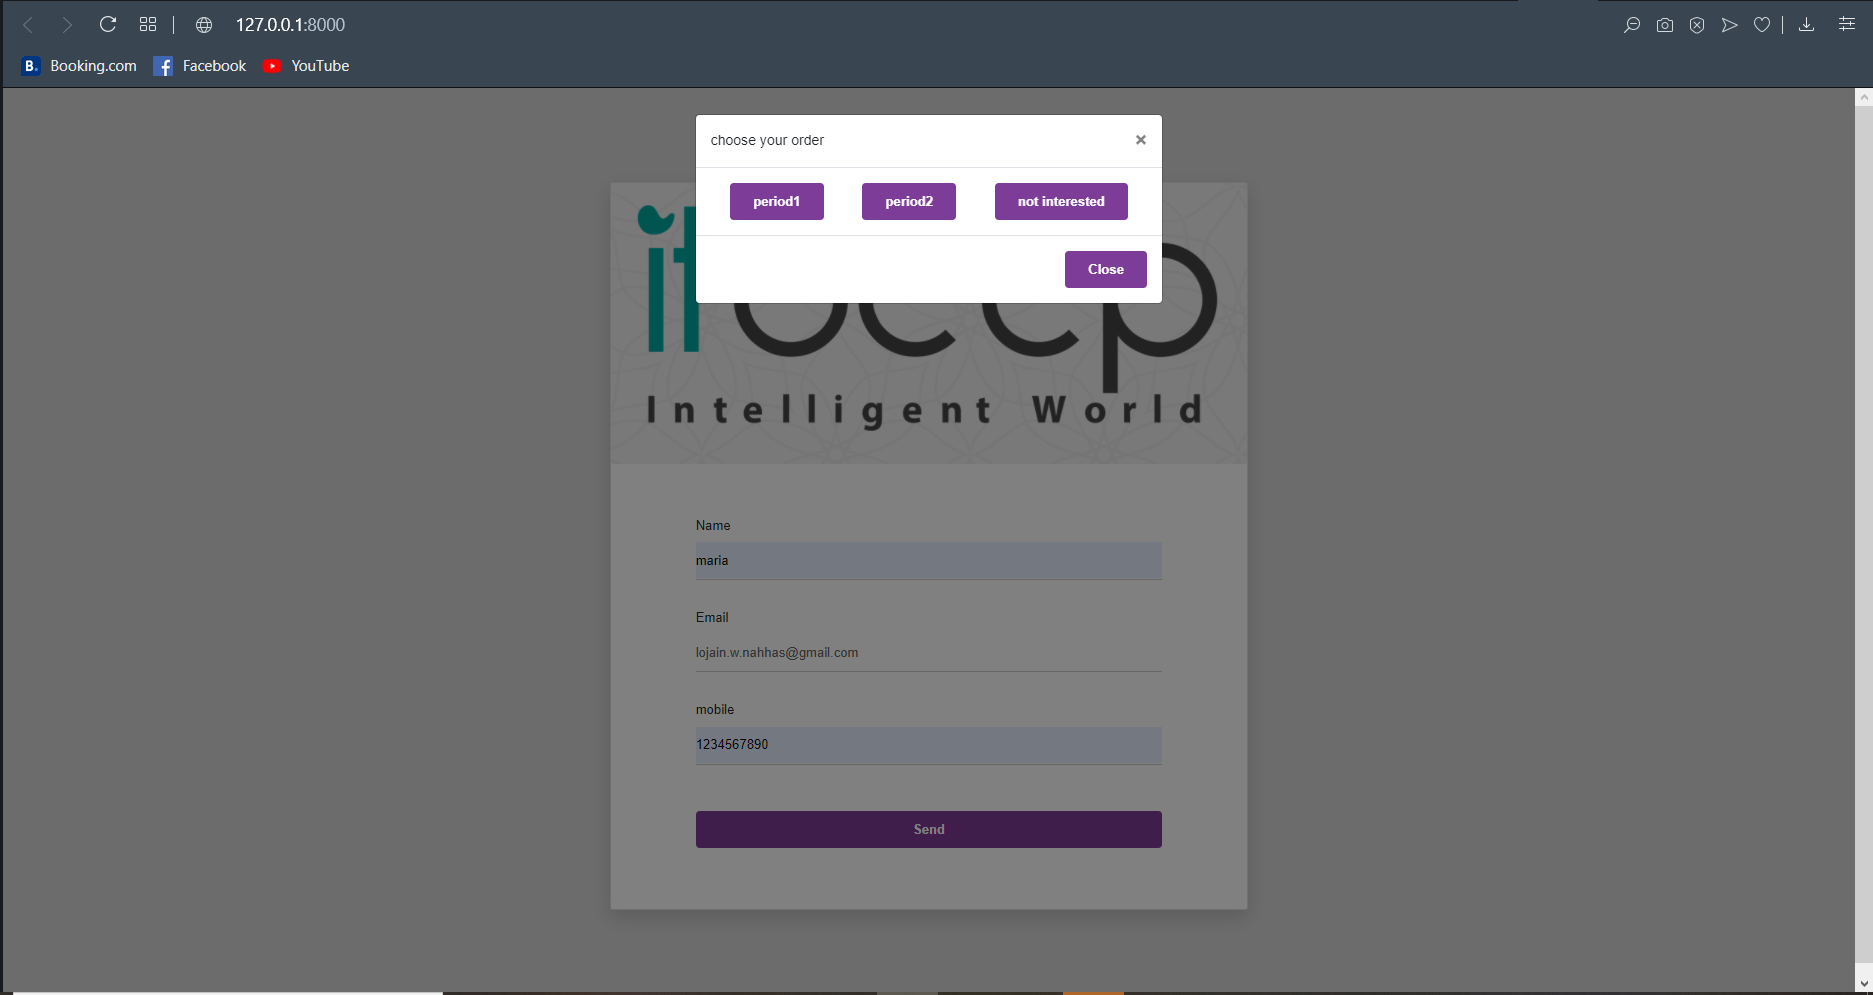 127.0.0.1:8000
B. Booking.com Facebook YouTube
choose your order ×
period1 period2 not interested
Close
Intelligent World
Name
maria
Email
lojain.w.nahhas@gmail.com
mobile
1234567890
Send